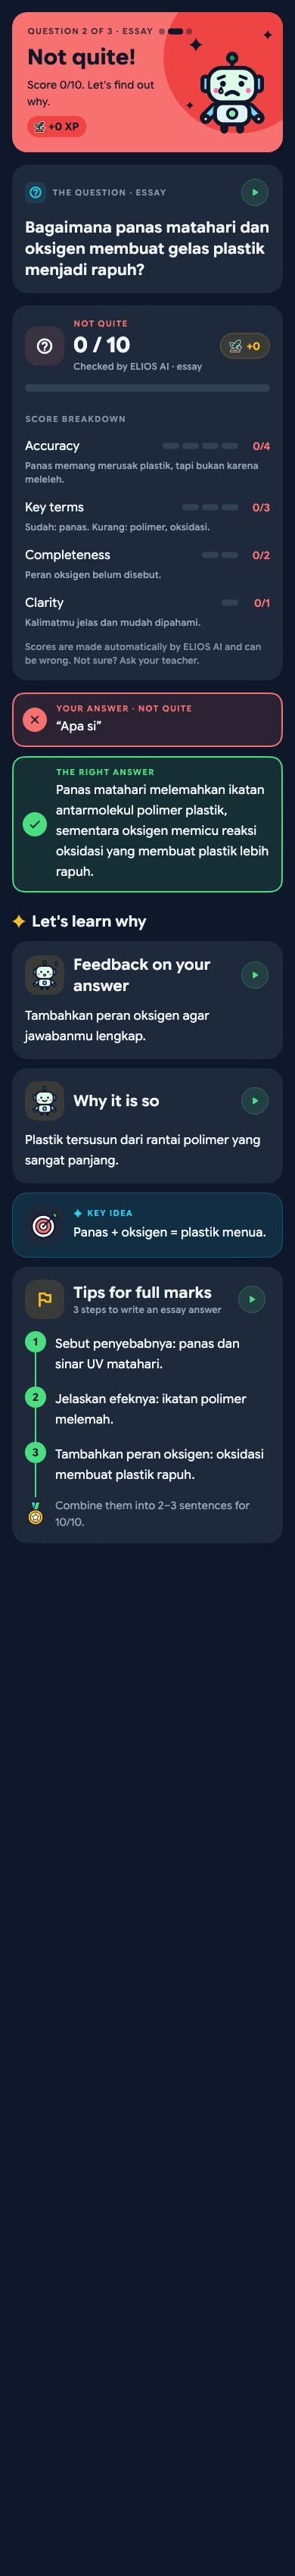 QUESTION 2 OF 3 · ESSAY
Not quite!
Score 0/10. Let's find out
why.
+0 XP
THE QUESTION · ESSAY
Bagaimana panas matahari dan
oksigen membuat gelas plastik
menjadi rapuh?
NOT QUITE
0 / 10
+0
Checked by ELIOS AI · essay
SCORE BREAKDOWN
Accuracy 0/4
Panas memang merusak plastik, tapi bukan karena
meleleh.
Key terms 0/3
Sudah: panas. Kurang: polimer, oksidasi.
Completeness 0/2
Peran oksigen belum disebut.
Clarity 0/1
Kalimatmu jelas dan mudah dipahami.
Scores are made automatically by ELIOS AI and can
be wrong. Not sure? Ask your teacher.
YOUR ANSWER · NOT QUITE
“Apa si”
THE RIGHT ANSWER
Panas matahari melemahkan ikatan
antarmolekul polimer plastik,
sementara oksigen memicu reaksi
oksidasi yang membuat plastik lebih
rapuh.
Let's learn why
Feedback on your
answer
Tambahkan peran oksigen agar
jawabanmu lengkap.
Why it is so
Plastik tersusun dari rantai polimer yang
sangat panjang.
KEY IDEA
Panas + oksigen = plastik menua.
Tips for full marks
3 steps to write an essay answer
1 Sebut penyebabnya: panas dan
sinar UV matahari.
2 Jelaskan efeknya: ikatan polimer
melemah.
3 Tambahkan peran oksigen: oksidasi
membuat plastik rapuh.
Combine them into 2–3 sentences for
10/10.